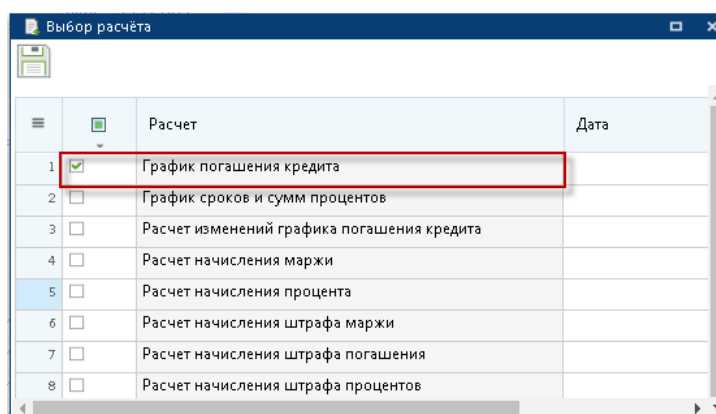 Выбор расчёта
Расчет Дата
1 График погашения кредита
2 График сроков и сумм процентов
3 Расчет изменений графика погашения кредита
4 Расчет начисления маржи
5 Расчет начисления процента
6 Расчет начисления штрафа маржи
7 Расчет начисления штрафа погашения
8 Расчет начисления штрафа процентов